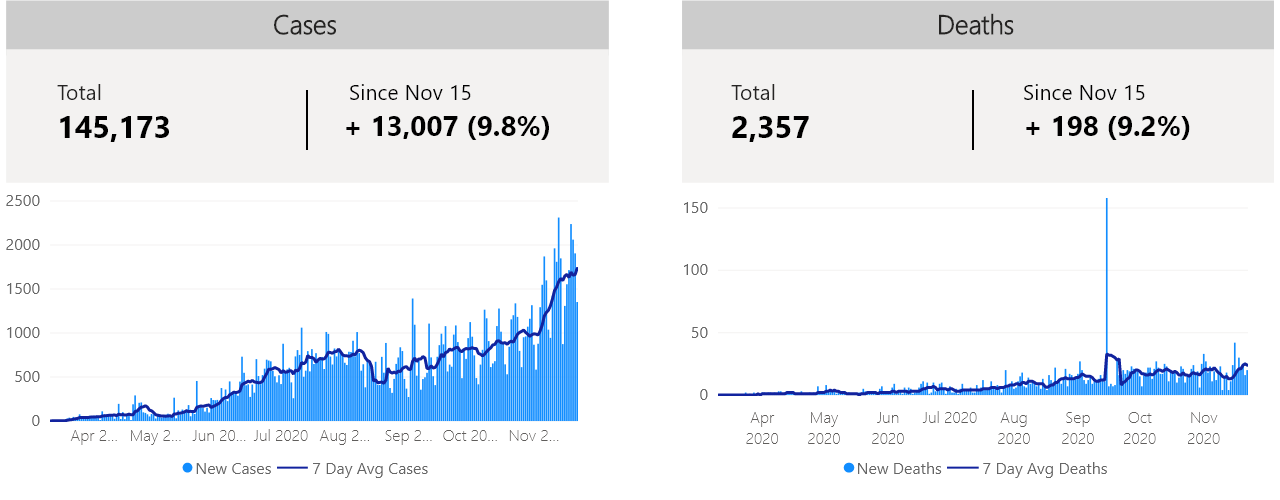 Cases
Total
145,173
Since Nov 15
+ 13,007 (9.8%)
2500
2000
1500
1000
500
0
Apr 2... May 2... Jun 20... Jul 2020 Aug 2... Sep 2... Oct 20... Nov 2...
New Cases 7 Day Avg Cases
Deaths
Total
2,357
Since Nov 15
+ 198 (9.2%)
150
100
50
0
Apr 2020 May 2020 Jun 2020 Jul 2020 Aug 2020 Sep 2020 Oct 2020 Nov 2020
New Deaths 7 Day Avg Deaths